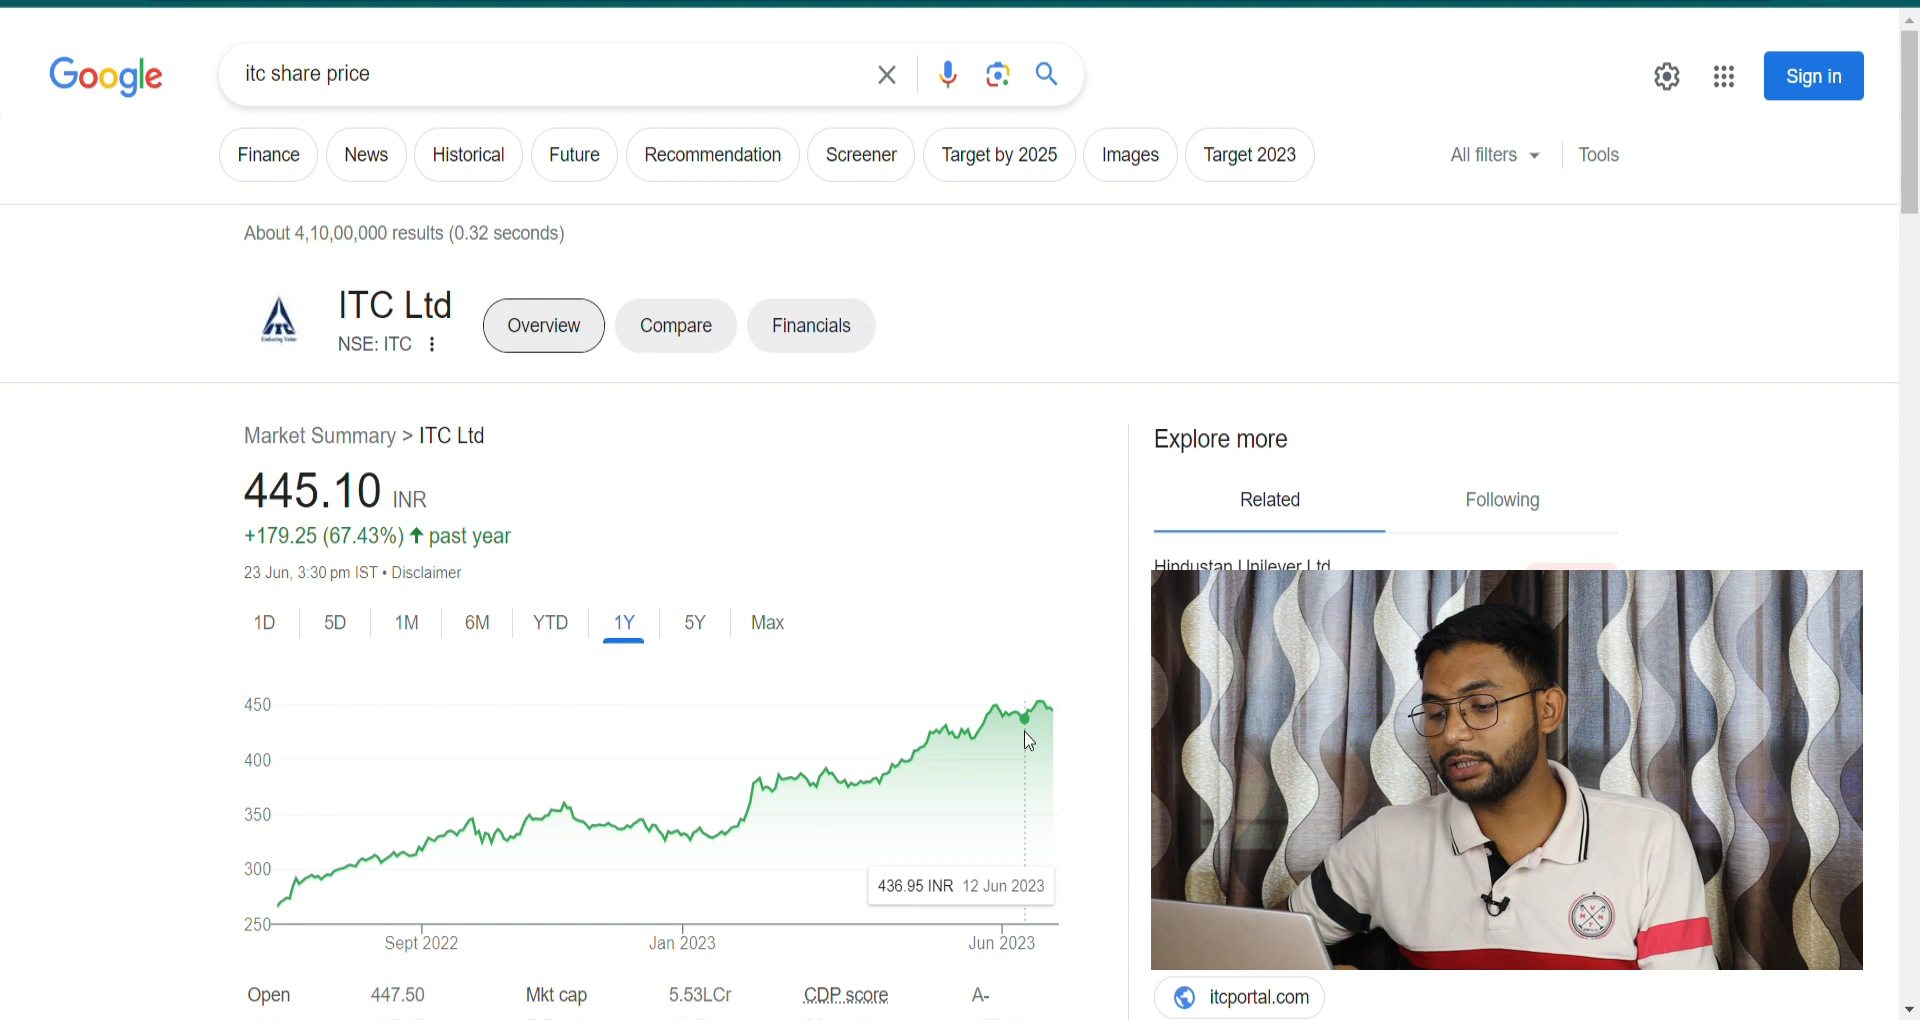 Google
itc share price
Sign in
Finance
News
Historical
Future
Recommendation
Screener
Target by 2025
Images
Target 2023
All filters
Tools
About 4,10,00,000 results (0.32 seconds)
ITC Ltd
NSE: ITC
Overview
Compare
Financials
Market Summary > ITC Ltd
445.10 INR
+179.25 (67.43%) ↑ past year
23 Jun, 3:30 pm IST • Disclaimer
1D 5D 1M 6M YTD 1Y 5Y Max
450
400
350
300
250
436.95 INR 12 Jun 2023
Sept 2022 Jan 2023 Jun 2023
Open 447.50 Mkt cap 5.53LCr CDP score A-
Explore more
Related Following
Hindustan Unilever Ltd
itcportal.com